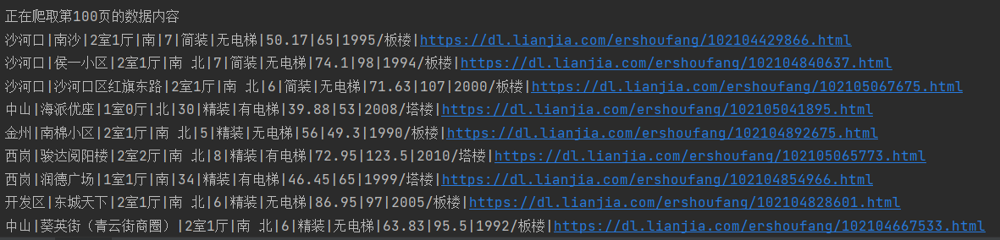 正在爬取第100页的数据内容
沙河口|南沙|2室1厅|南|7|简装|无电梯|50.17|65|1995/板楼|https://dl.lianjia.com/ershoufang/102104429866.html
沙河口|侯一小区|2室1厅|南 北|7|简装|无电梯|74.1|98|1994/板楼|https://dl.lianjia.com/ershoufang/102104840637.html
沙河口|沙河口区红旗东路|2室1厅|南 北|6|简装|无电梯|71.63|107|2000/板楼|https://dl.lianjia.com/ershoufang/102105067675.html
中山|海派优座|1室0厅|北|30|精装|有电梯|39.88|53|2008/塔楼|https://dl.lianjia.com/ershoufang/102105041895.html
金州|南棉小区|2室1厅|南 北|5|精装|无电梯|56|49.3|1990/板楼|https://dl.lianjia.com/ershoufang/102104892675.html
西岗|骏达阅阳楼|2室2厅|南 北|8|精装|有电梯|72.95|123.5|2010/塔楼|https://dl.lianjia.com/ershoufang/102105065773.html
西岗|润德广场|1室1厅|南|34|精装|有电梯|46.45|65|1999/塔楼|https://dl.lianjia.com/ershoufang/102104854966.html
开发区|东城天下|2室1厅|南 北|6|精装|无电梯|86.95|97|2005/板楼|https://dl.lianjia.com/ershoufang/102104828601.html
中山|葵英街（青云街商圈）|2室1厅|南 北|6|精装|无电梯|63.83|95.5|1992/板楼|https://dl.lianjia.com/ershoufang/102104667533.html